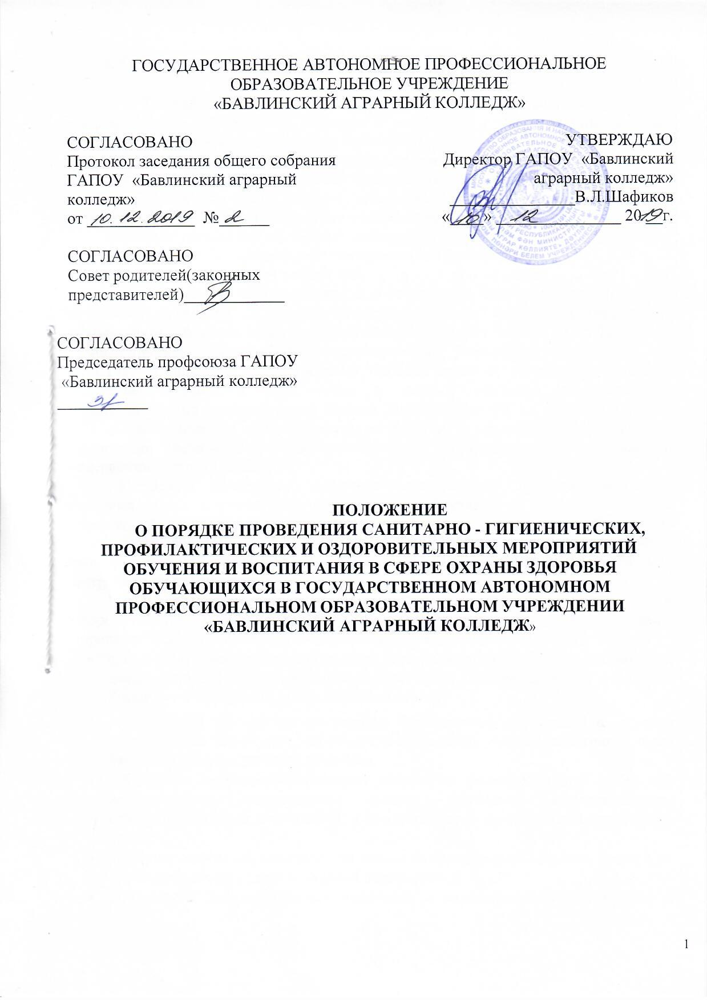 ГОСУДАРСТВЕННОЕ АВТОНОМНОЕ ПРОФЕССИОНАЛЬНОЕ
ОБРАЗОВАТЕЛЬНОЕ УЧРЕЖДЕНИЕ
«БАВЛИНСКИЙ АГРАРНЫЙ КОЛЛЕДЖ»
СОГЛАСОВАНО
Протокол заседания общего собрания
ГАПОУ «Бавлинский аграрный
колледж»
от 10.12.2019 № 2
УТВЕРЖДАЮ
Директор ГАПОУ «Бавлинский
аграрный колледж»
_______________В.Л.Шафиков
«10» 12 2019г.
СОГЛАСОВАНО
Совет родителей(законных
представителей)____________
СОГЛАСОВАНО
Председатель профсоюза ГАПОУ
«Бавлинский аграрный колледж»
ПОЛОЖЕНИЕ
О ПОРЯДКЕ ПРОВЕДЕНИЯ САНИТАРНО - ГИГИЕНИЧЕСКИХ,
ПРОФИЛАКТИЧЕСКИХ И ОЗДОРОВИТЕЛЬНЫХ МЕРОПРИЯТИЙ
ОБУЧЕНИЯ И ВОСПИТАНИЯ В СФЕРЕ ОХРАНЫ ЗДОРОВЬЯ
ОБУЧАЮЩИХСЯ В ГОСУДАРСТВЕННОМ АВТОНОМНОМ
ПРОФЕССИОНАЛЬНОМ ОБРАЗОВАТЕЛЬНОМ УЧРЕЖДЕНИИ
«БАВЛИНСКИЙ АГРАРНЫЙ КОЛЛЕДЖ»
1